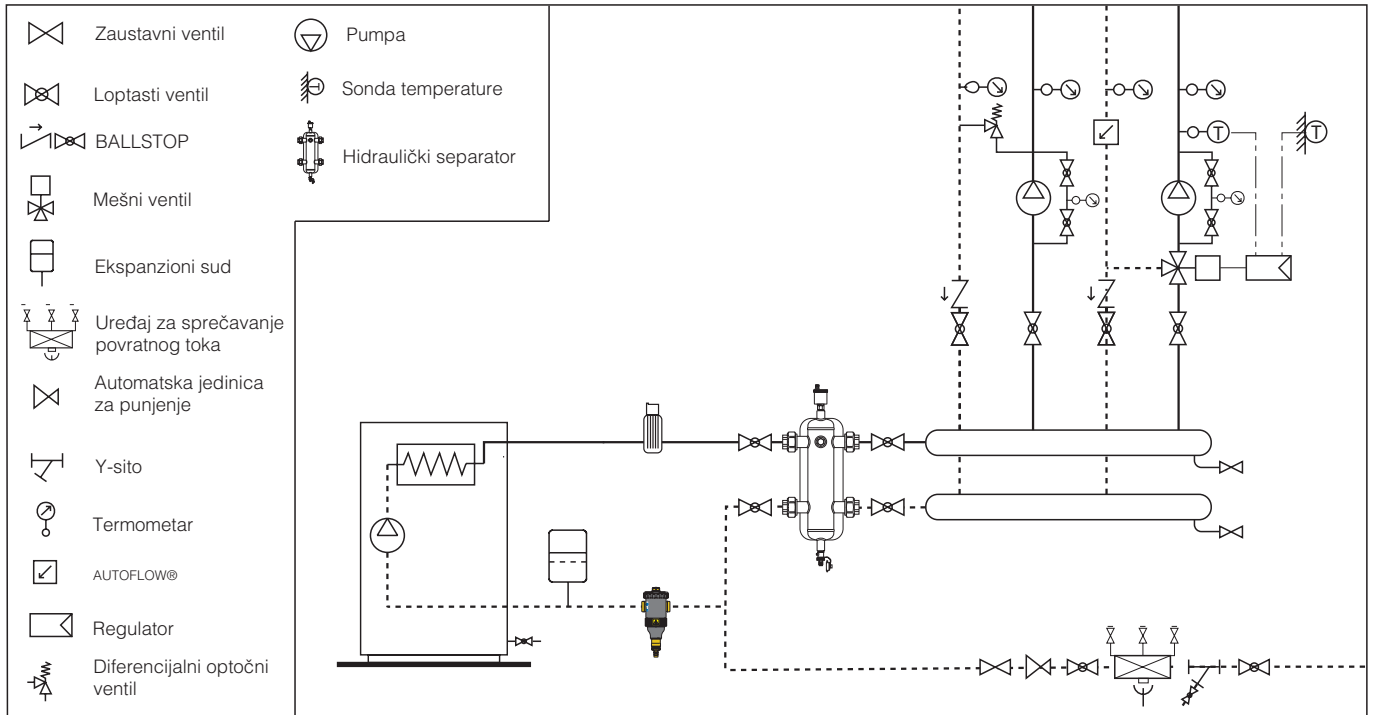 Zaustavni ventil
Loptasti ventil
BALLSTOP
Mešni ventil
Ekspanzioni sud
Uređaj za sprečavanje
povratnog toka
Automatska jedinica
za punjenje
Y-sito
Termometar
AUTOFLOW®
Regulator
Diferencijalni optočni
ventil
Pumpa
Sonda temperature
Hidraulički separator
T
T